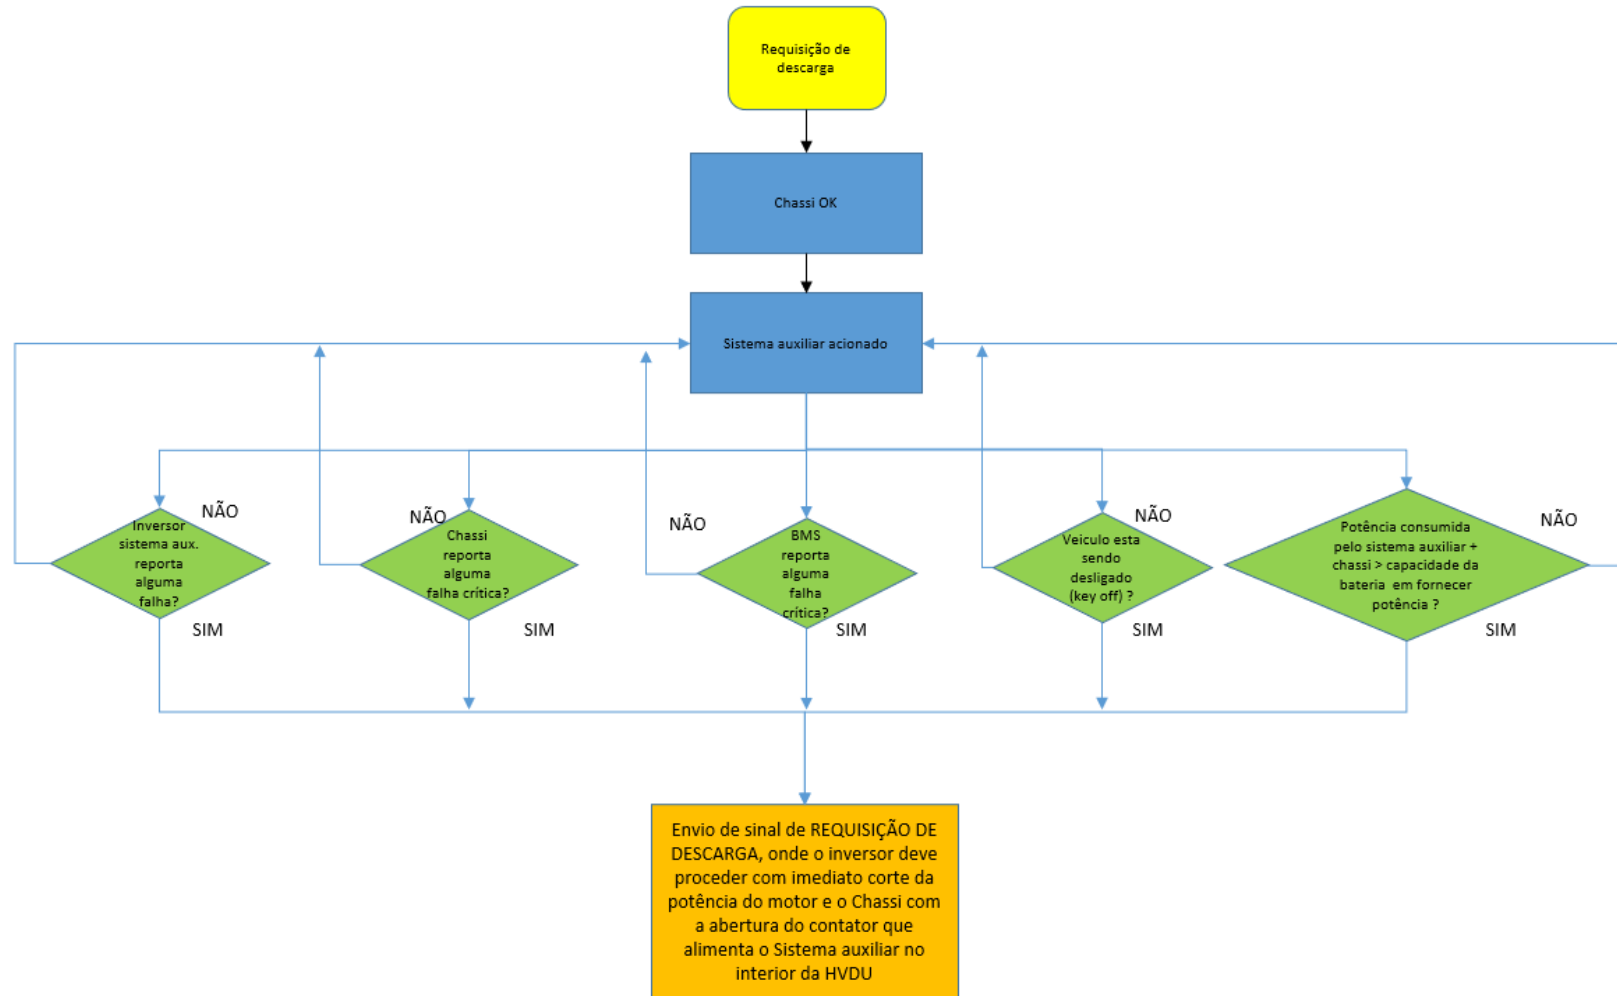 Requisição de
descarga
Chassi OK
Sistema auxiliar acionado
NÃO
Inversor
sistema aux.
reporta
alguma
falha?
SIM
NÃO
Chassi
reporta
alguma
falha crítica?
SIM
NÃO
BMS
reporta
alguma
falha
crítica?
SIM
NÃO
Veiculo esta
sendo
desligado
(key off) ?
SIM
NÃO
Potência consumida
pelo sistema auxiliar +
chassi > capacidade da
bateria em fornecer
potência ?
SIM
Envio de sinal de REQUISIÇÃO DE
DESCARGA, onde o inversor deve
proceder com imediato corte da
potência do motor e o Chassi com
a abertura do contator que
alimenta o Sistema auxiliar no
interior da HVDU